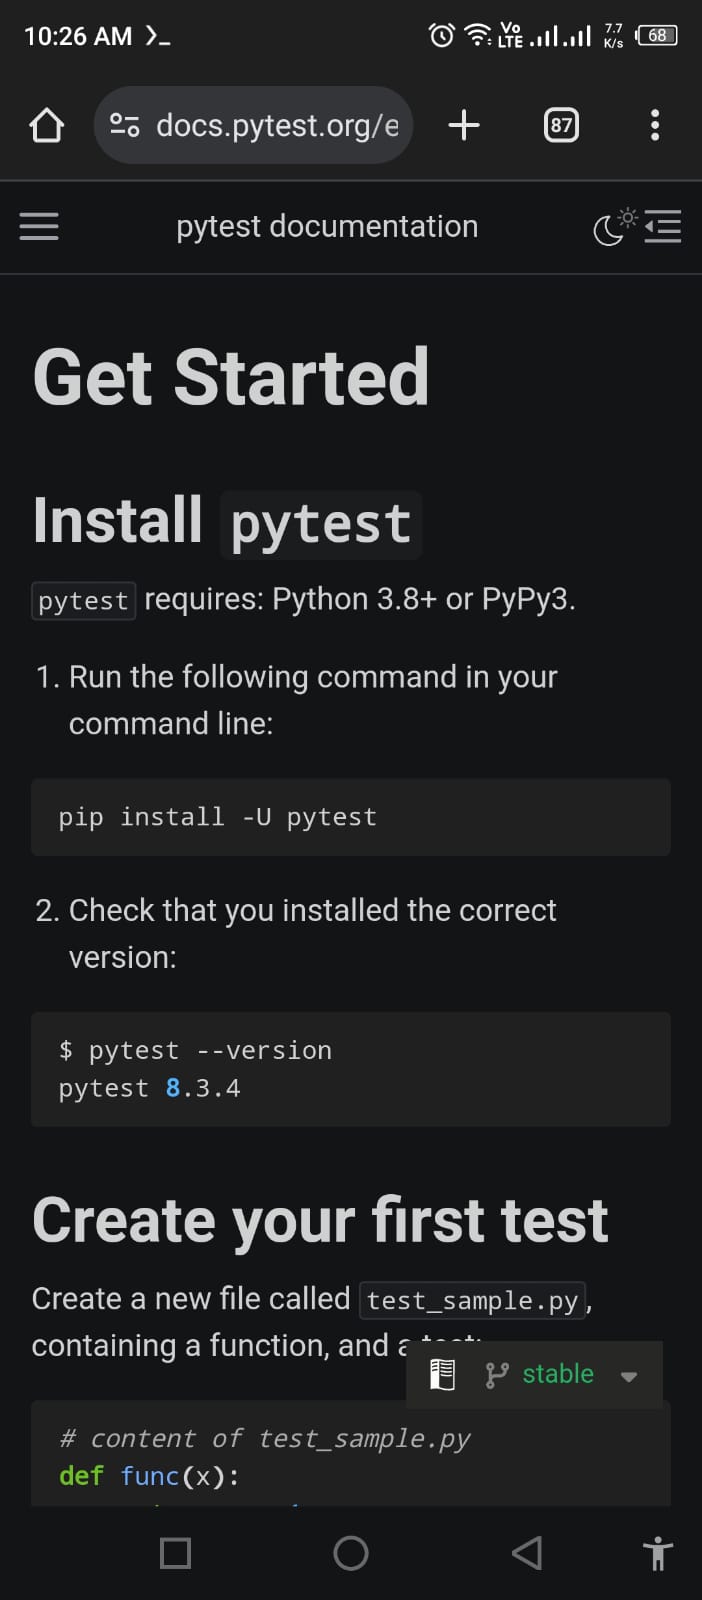 10:26 AM >_ Vo LTE 7.7 K/s 68
docs.pytest.org/e 87
pytest documentation
Get Started
Install pytest
pytest requires: Python 3.8+ or PyPy3.
1. Run the following command in your
command line:
pip install -U pytest
2. Check that you installed the correct
version:
$ pytest --version
pytest 8.3.4
Create your first test
Create a new file called test_sample.py,
containing a function, and a
stable
# content of test_sample.py
def func(x):